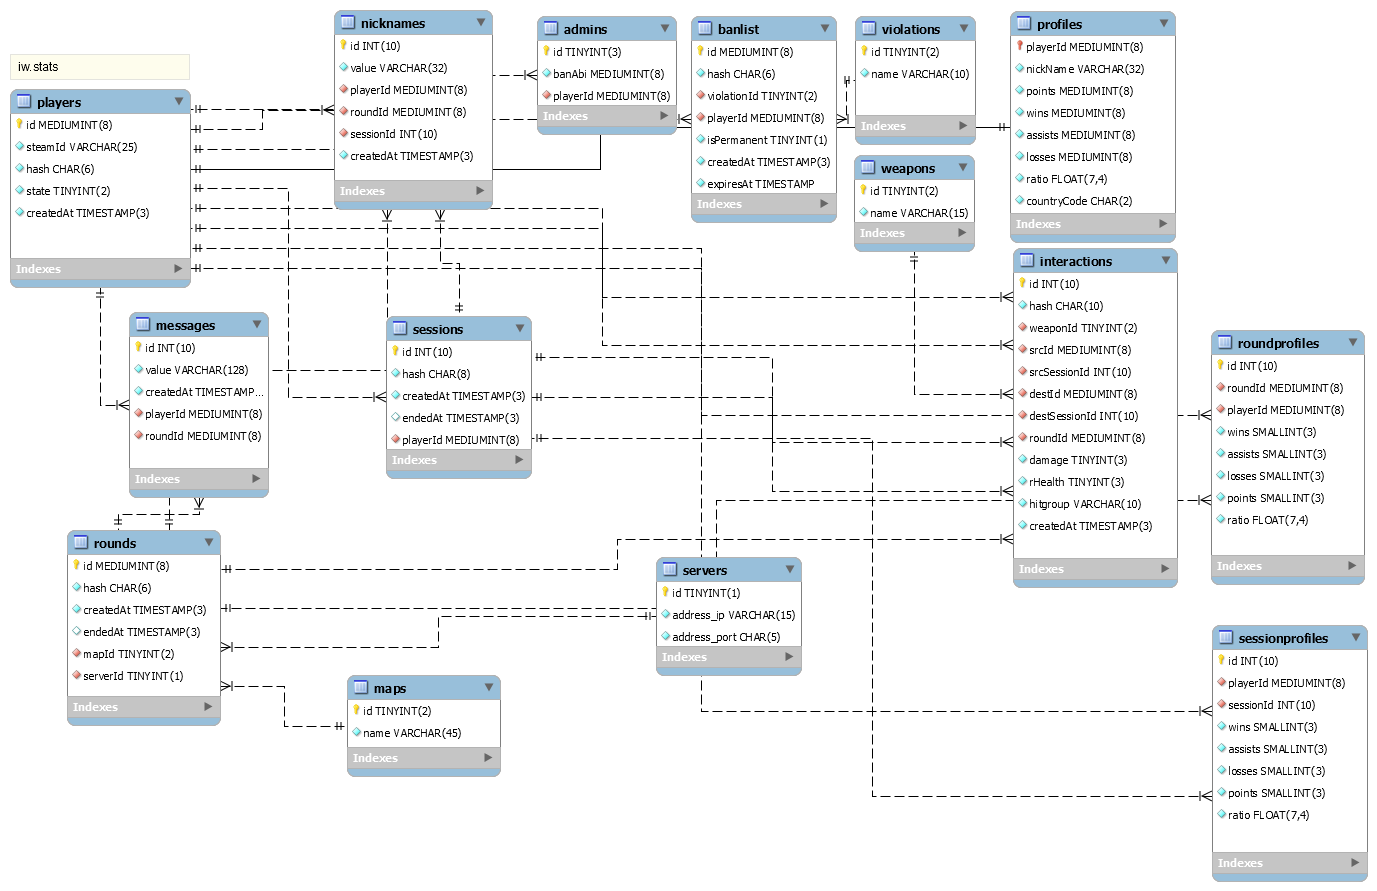 iw.stats
players
id MEDIUMINT(8)
steamId VARCHAR(25)
hash CHAR(6)
state TINYINT(2)
createdAt TIMESTAMP(3)
Indexes
nicknames
id INT(10)
value VARCHAR(32)
playerId MEDIUMINT(8)
roundId MEDIUMINT(8)
sessionId INT(10)
createdAt TIMESTAMP(3)
Indexes
admins
id TINYINT(3)
banAbi MEDIUMINT(8)
playerId MEDIUMINT(8)
Indexes
banlist
id MEDIUMINT(8)
hash CHAR(6)
violationId TINYINT(2)
playerId MEDIUMINT(8)
isPermanent TINYINT(1)
createdAt TIMESTAMP(3)
expiresAt TIMESTAMP
Indexes
violations
id TINYINT(2)
name VARCHAR(10)
Indexes
profiles
playerId MEDIUMINT(8)
nickName VARCHAR(32)
points MEDIUMINT(8)
wins MEDIUMINT(8)
assists MEDIUMINT(8)
losses MEDIUMINT(8)
ratio FLOAT(7,4)
countryCode CHAR(2)
Indexes
weapons
id TINYINT(2)
name VARCHAR(15)
Indexes
messages
id INT(10)
value VARCHAR(128)
createdAt TIMESTAMP...
playerId MEDIUMINT(8)
roundId MEDIUMINT(8)
Indexes
sessions
id INT(10)
hash CHAR(8)
createdAt TIMESTAMP(3)
endedAt TIMESTAMP(3)
playerId MEDIUMINT(8)
Indexes
interactions
id INT(10)
hash CHAR(10)
weaponId TINYINT(2)
srcId MEDIUMINT(8)
srcSessionId INT(10)
destId MEDIUMINT(8)
destSessionId INT(10)
roundId MEDIUMINT(8)
damage TINYINT(3)
rHealth TINYINT(3)
hitgroup VARCHAR(10)
createdAt TIMESTAMP(3)
Indexes
roundprofiles
id INT(10)
roundId MEDIUMINT(8)
playerId MEDIUMINT(8)
wins SMALLINT(3)
assists SMALLINT(3)
losses SMALLINT(3)
points SMALLINT(3)
ratio FLOAT(7,4)
Indexes
rounds
id MEDIUMINT(8)
hash CHAR(6)
createdAt TIMESTAMP(3)
endedAt TIMESTAMP(3)
mapId TINYINT(2)
serverId TINYINT(1)
Indexes
servers
id TINYINT(1)
address_ip VARCHAR(15)
address_port CHAR(5)
Indexes
maps
id TINYINT(2)
name VARCHAR(45)
Indexes
sessionprofiles
id INT(10)
playerId MEDIUMINT(8)
sessionId INT(10)
wins SMALLINT(3)
assists SMALLINT(3)
losses SMALLINT(3)
points SMALLINT(3)
ratio FLOAT(7,4)
Indexes